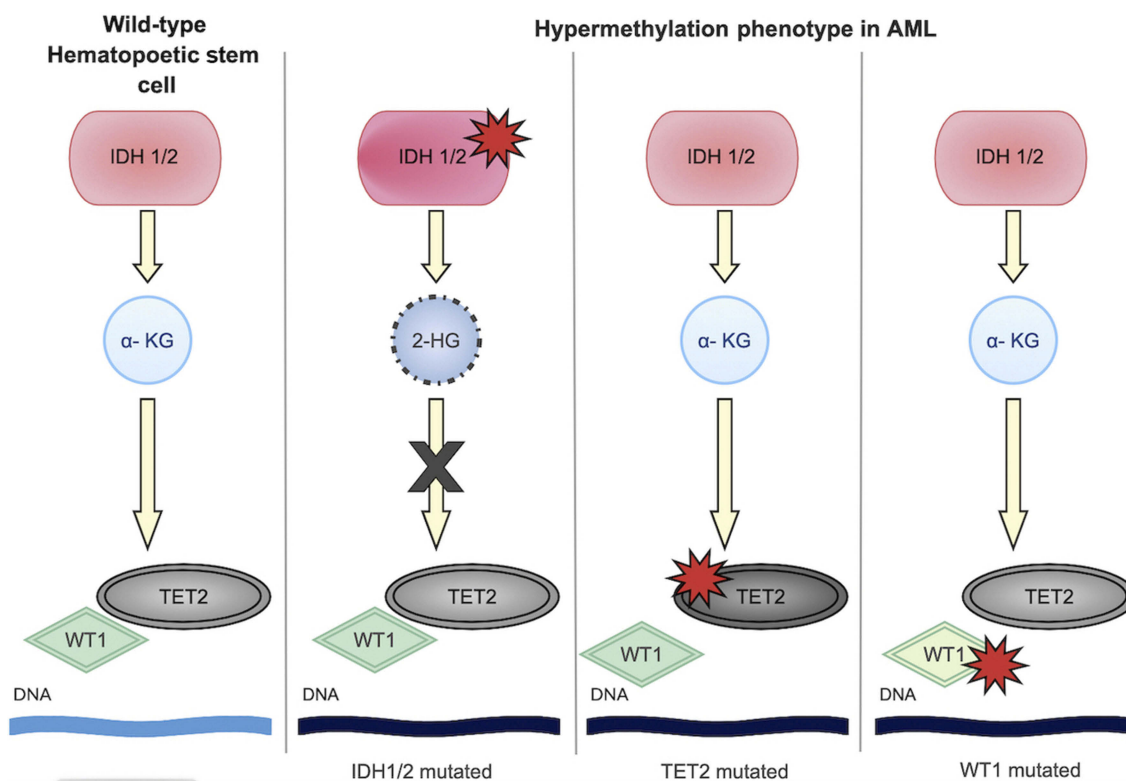 Wild-type
Hematopoetic stem
cell
Hypermethylation phenotype in AML
IDH 1/2
IDH 1/2
IDH 1/2
IDH 1/2
α- KG
2-HG
α- KG
α- KG
X
TET2
TET2
TET2
TET2
WT1
WT1
WT1
WT1
DNA
DNA
DNA
DNA
IDH1/2 mutated
TET2 mutated
WT1 mutated